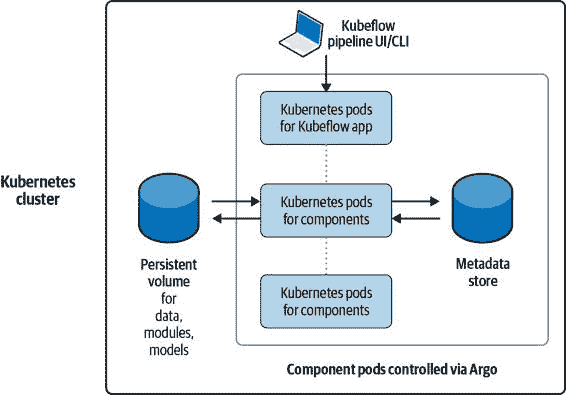 Kubeflow
pipeline UI/CLI
Kubernetes pods
for Kubeflow app
Kubernetes
cluster
Kubernetes pods
for components
Persistent
volume
for
data,
modules,
models
Metadata
store
Kubernetes pods
for components
Component pods controlled via Argo